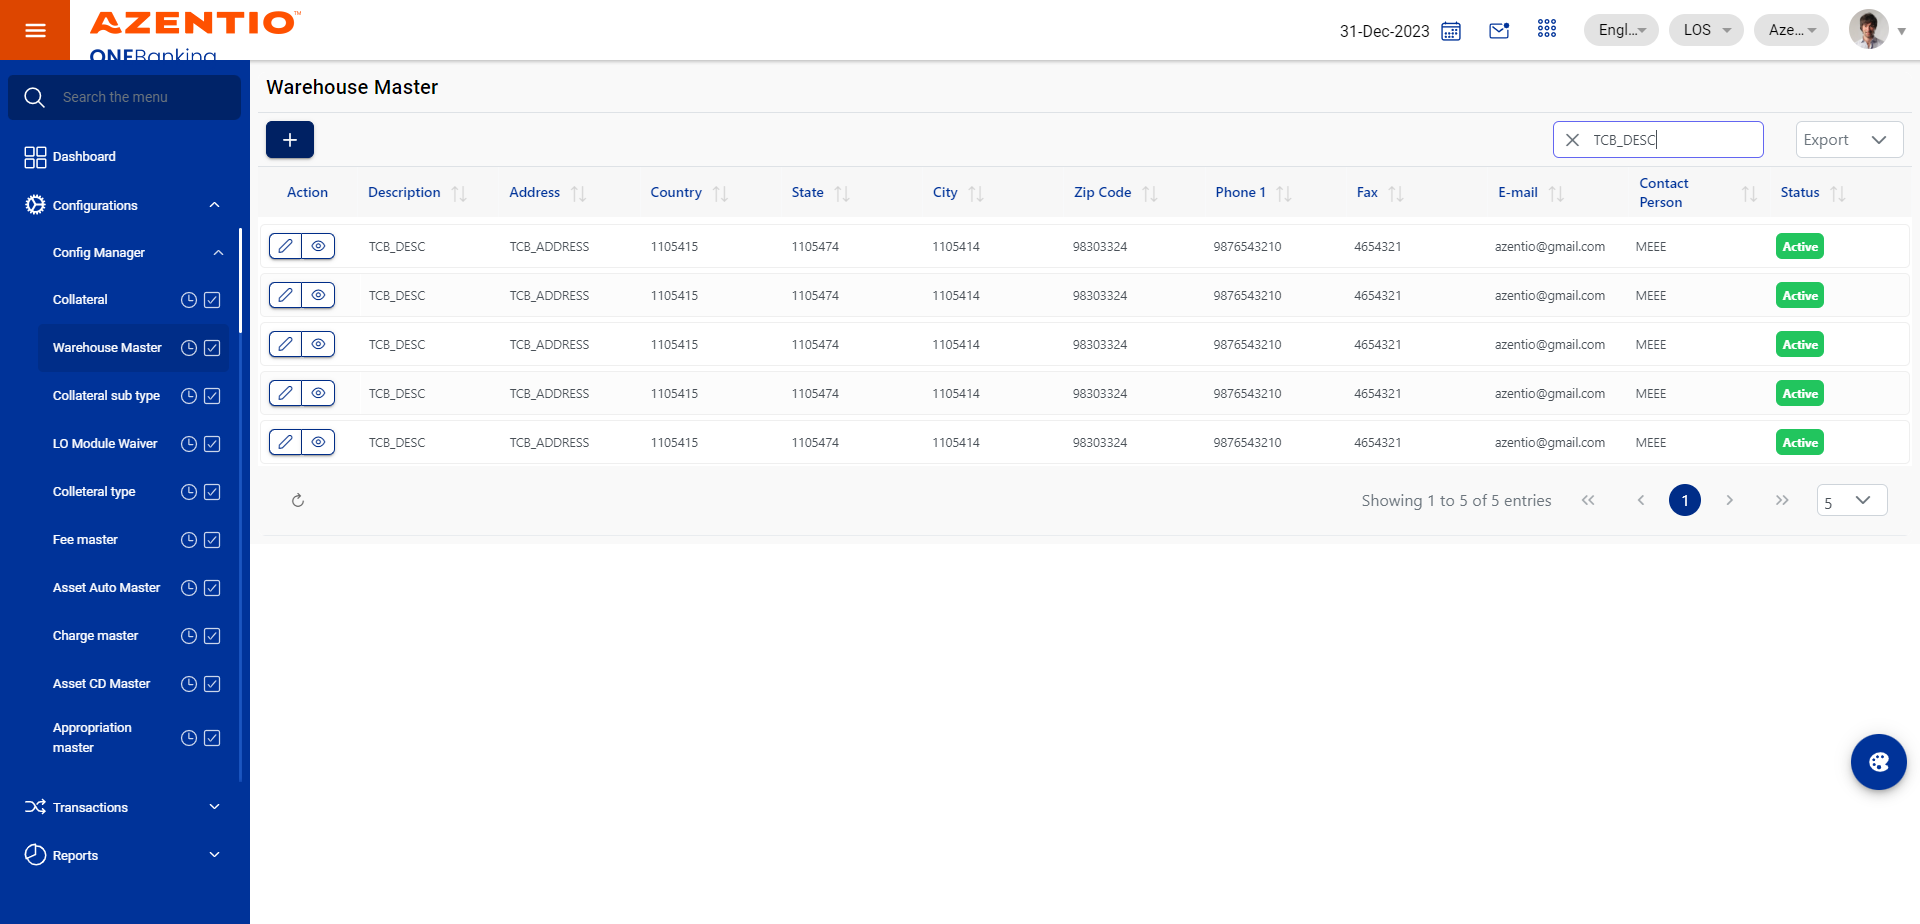 AZENTIO™
ONEBanking
31-Dec-2023
Engl...
LOS
Aze...
Search the menu
Dashboard
Configurations
Config Manager
Collateral
Warehouse Master
Collateral sub type
LO Module Waiver
Colleteral type
Fee master
Asset Auto Master
Charge master
Asset CD Master
Appropriation
master
Transactions
Reports
Warehouse Master
TCB_DESC
Export
Action Description Address Country State City Zip Code Phone 1 Fax E-mail Contact Person Status
TCB_DESC TCB_ADDRESS 1105415 1105474 1105414 98303324 9876543210 4654321 azentio@gmail.com MEEE Active
TCB_DESC TCB_ADDRESS 1105415 1105474 1105414 98303324 9876543210 4654321 azentio@gmail.com MEEE Active
TCB_DESC TCB_ADDRESS 1105415 1105474 1105414 98303324 9876543210 4654321 azentio@gmail.com MEEE Active
TCB_DESC TCB_ADDRESS 1105415 1105474 1105414 98303324 9876543210 4654321 azentio@gmail.com MEEE Active
TCB_DESC TCB_ADDRESS 1105415 1105474 1105414 98303324 9876543210 4654321 azentio@gmail.com MEEE Active
Showing 1 to 5 of 5 entries
1
5